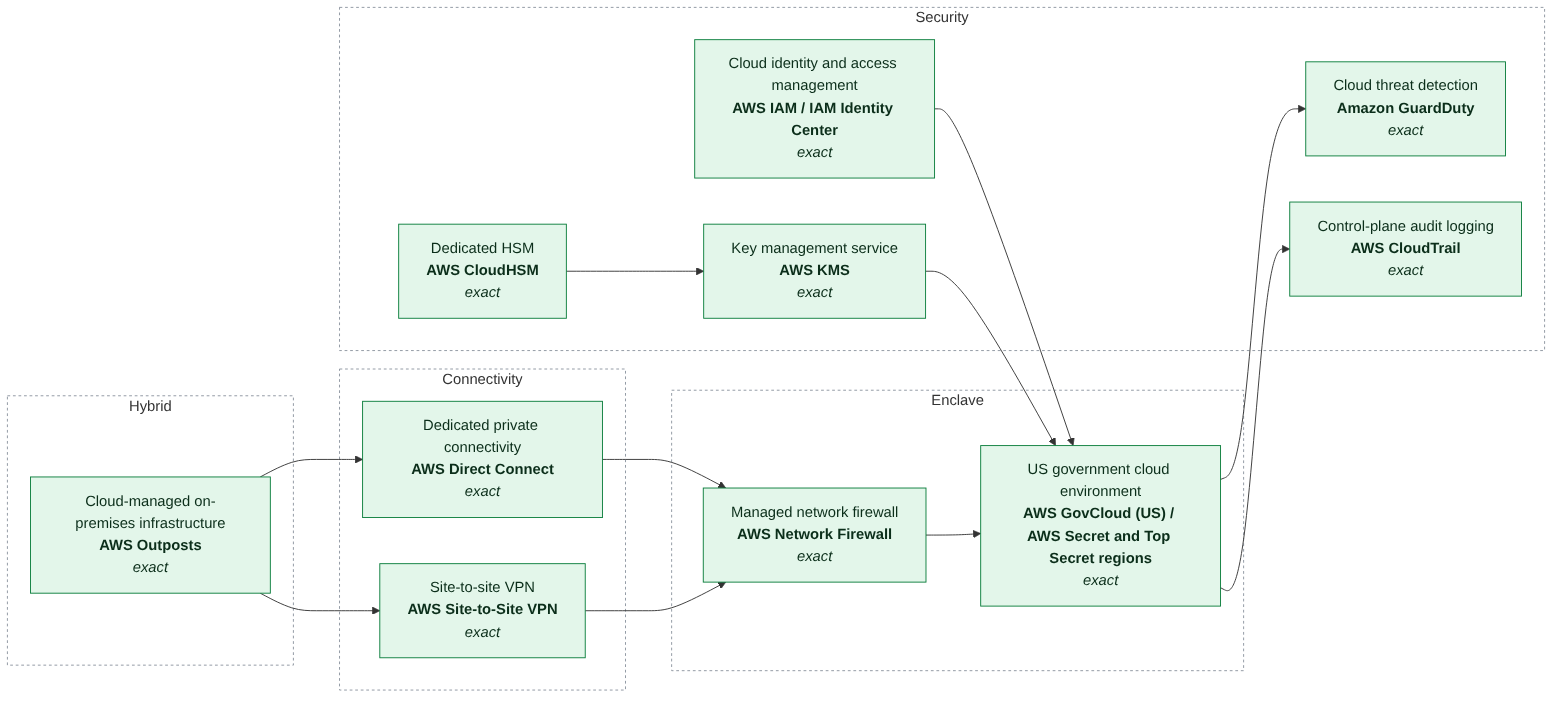 Security
Cloud identity and access
management
AWS IAM / IAM Identity
Center
exact
Cloud threat detection
Amazon GuardDuty
exact
Dedicated HSM
AWS CloudHSM
exact
Key management service
AWS KMS
exact
Control-plane audit logging
AWS CloudTrail
exact
Hybrid
Cloud-managed on-
premises infrastructure
AWS Outposts
exact
Connectivity
Dedicated private
connectivity
AWS Direct Connect
exact
Site-to-site VPN
AWS Site-to-Site VPN
exact
Enclave
Managed network firewall
AWS Network Firewall
exact
US government cloud
environment
AWS GovCloud (US) /
AWS Secret and Top
Secret regions
exact